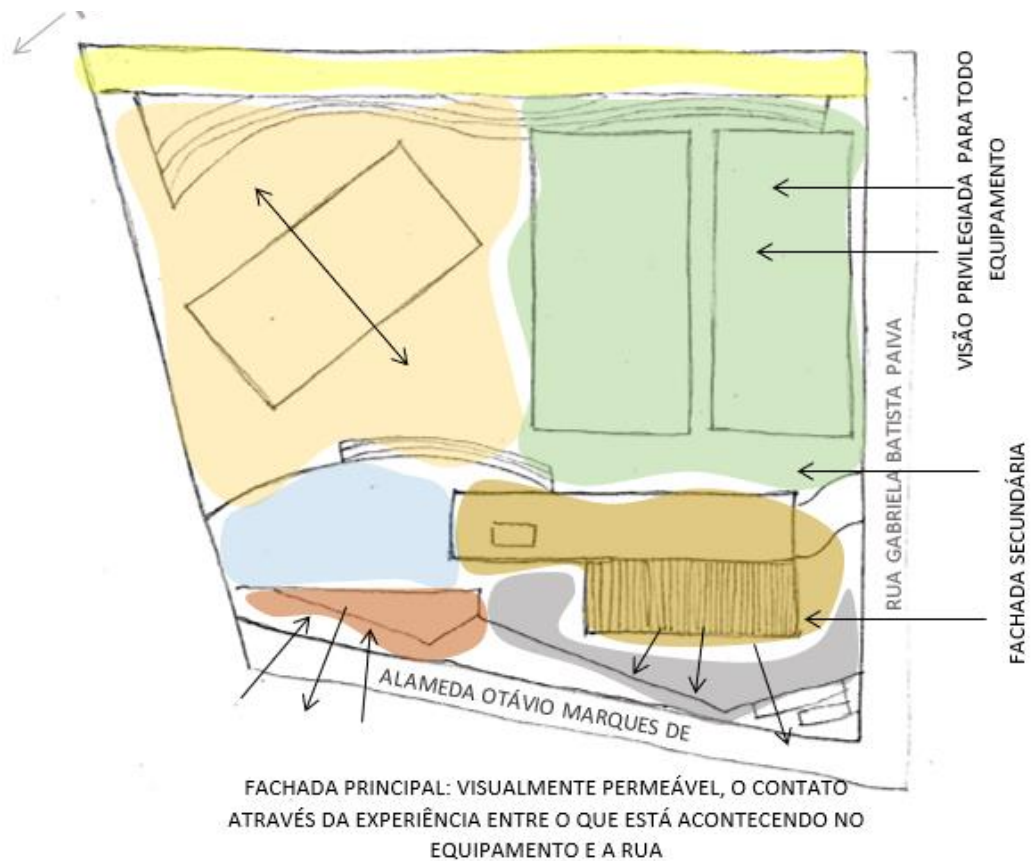 VISÃO PRIVILEGIADA PARA TODO
EQUIPAMENTO
RUA GABRIELA BATISTA PAIVA
FACHADA SECUNDÁRIA
ALAMEDA OTÁVIO MARQUES DE
FACHADA PRINCIPAL: VISUALMENTE PERMEÁVEL, O CONTATO
ATRAVÉS DA EXPERIÊNCIA ENTRE O QUE ESTÁ ACONTECENDO NO
EQUIPAMENTO E A RUA